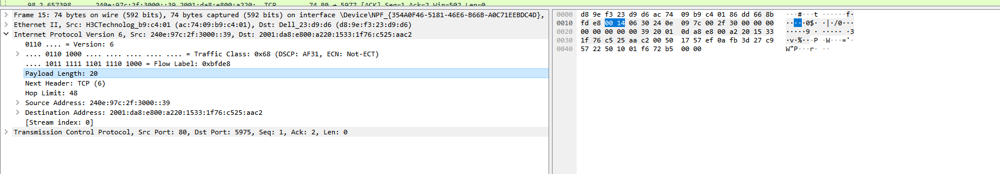 98 2.657398 240e:97c:2f:3000::39 2001:da8:e800:a220: TCP 74 80 → 5977 [ACK] Seq=1 Ack=2 Win=502 Len=0
Frame 15: 74 bytes on wire (592 bits), 74 bytes captured (592 bits) on interface \Device\NPF_{354A0F46-5181-46E6-B66B-A0C71EEBDC4D},
Ethernet II, Src: H3CTechnolog_b9:c4:01 (ac:74:09:b9:c4:01), Dst: Dell_23:d9:d6 (d8:9e:f3:23:d9:d6)
Internet Protocol Version 6, Src: 240e:97c:2f:3000::39, Dst: 2001:da8:e800:a220:1533:1f76:c525:aac2
0110 .... = Version: 6
.... 0110 1000 .... .... .... .... .... = Traffic Class: 0x68 (DSCP: AF31, ECN: Not-ECT)
.... 1011 1111 1101 1110 1000 = Flow Label: 0xbfde8
Payload Length: 20
Next Header: TCP (6)
Hop Limit: 48
Source Address: 240e:97c:2f:3000::39
Destination Address: 2001:da8:e800:a220:1533:1f76:c525:aac2
[Stream index: 0]
Transmission Control Protocol, Src Port: 80, Dst Port: 5975, Seq: 1, Ack: 2, Len: 0
0000 d8 9e f3 23 d9 d6 ac 74 09 b9 c4 01 86 dd 66 8b ···#···t ······f·
0010 fd e8 00 14 06 30 24 0e 09 7c 00 2f 30 00 00 00 ·····0$· ·|·/0···
0020 00 00 00 00 00 39 20 01 0d a8 e8 00 a2 20 15 33 ·····9 · ····· ·3
0030 1f 76 c5 25 aa c2 00 50 17 57 ef 0a fb 3d 27 c9 ·v·%···P ·W···='·
0040 57 22 50 10 01 f6 72 b5 00 00 W"P···r· ··